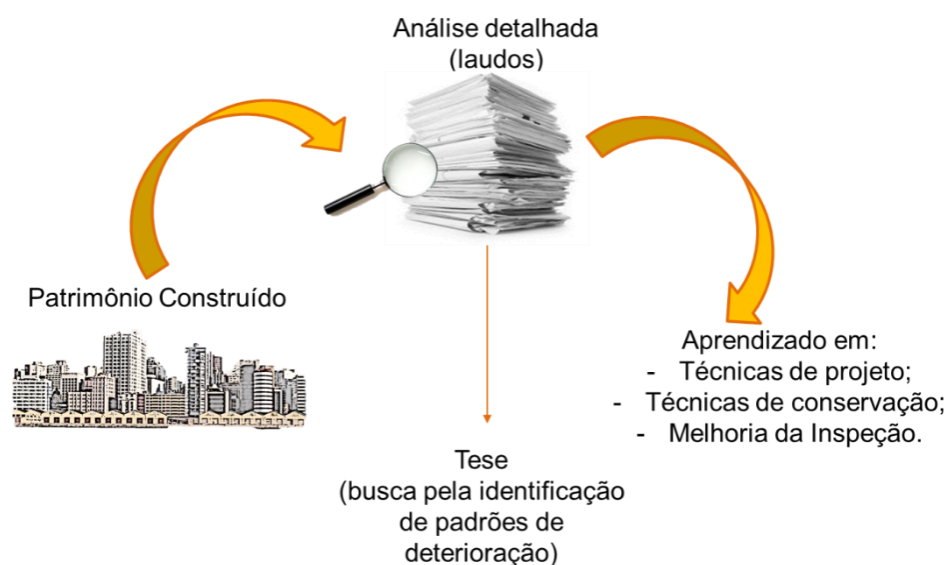 Análise detalhada
(laudos)
Patrimônio Construído
Aprendizado em:
- Técnicas de projeto;
- Técnicas de conservação;
- Melhoria da Inspeção.
Tese
(busca pela identificação
de padrões de
deterioração)